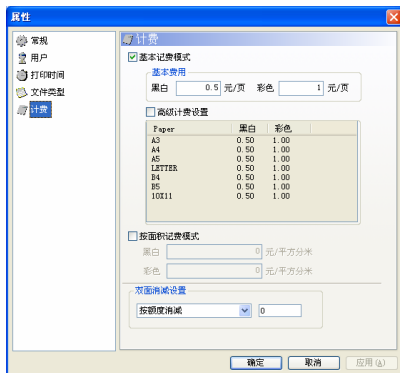 属性
常规
用户
打印时间
文件类型
计费
计费
基本记费模式
基本费用
黑白 0.5 元/页 彩色 1 元/页
高级计费设置
Paper 黑白 彩色
A3 0.50 1.00
A4 0.50 1.00
A5 0.50 1.00
LETTER 0.50 1.00
B4 0.50 1.00
B5 0.50 1.00
10X11 0.50 1.00
按面积记费模式
黑白 0 元/平方分米
彩色 0 元/平方分米
双面消减设置
按额度消减 0
确定 取消 应用(A)